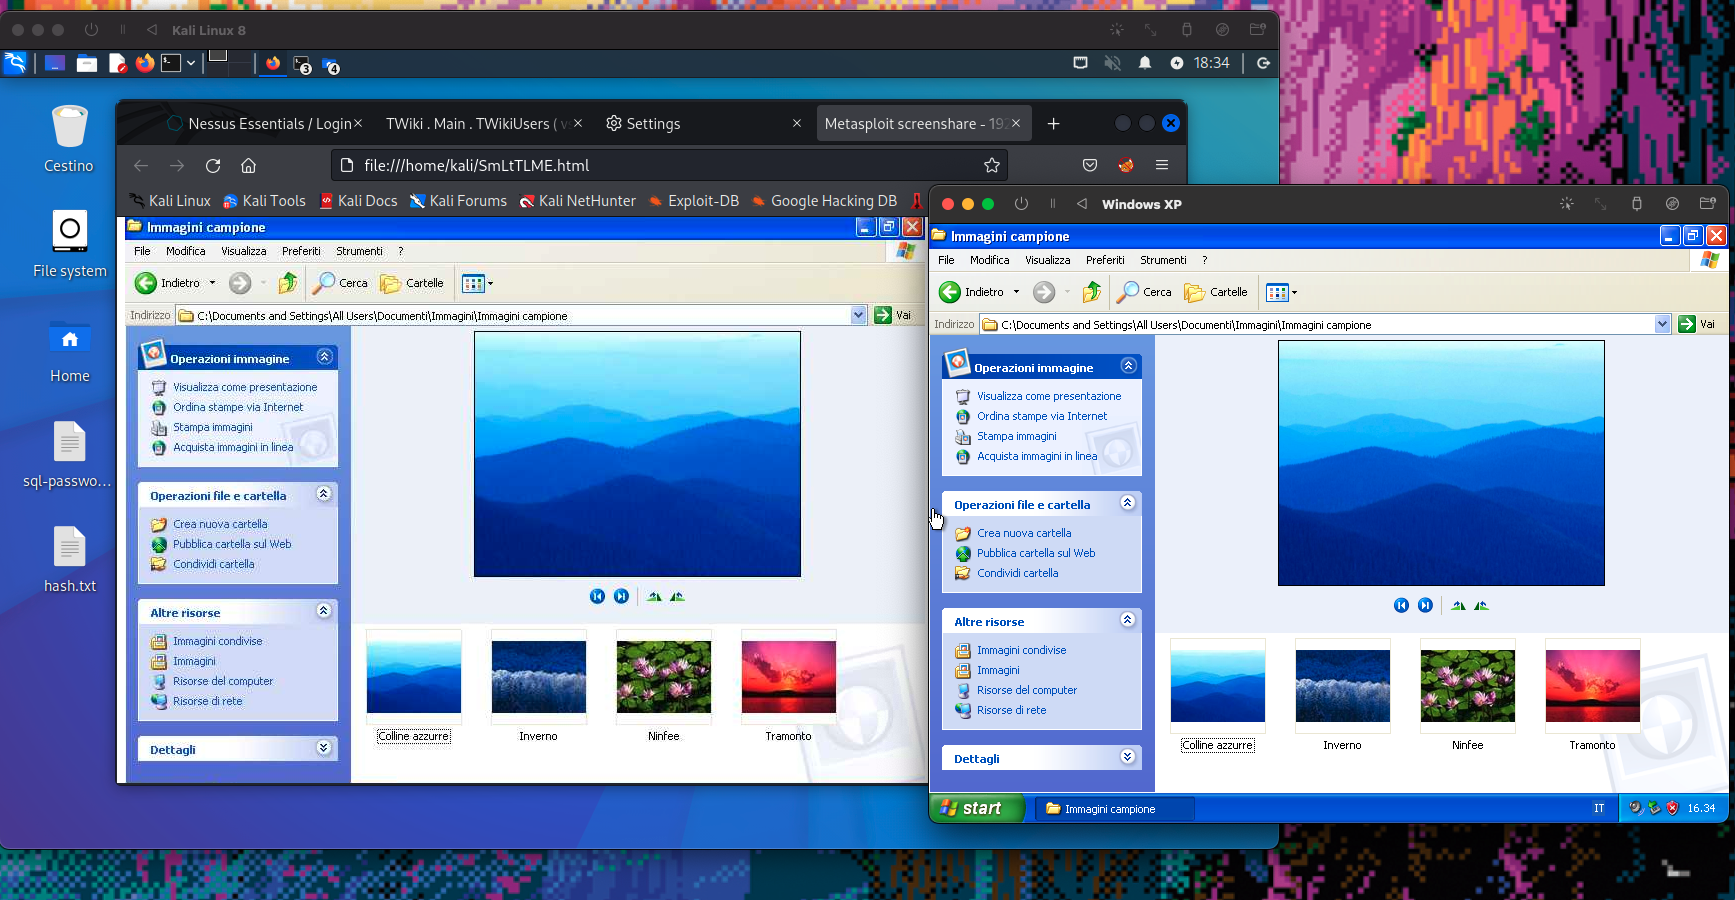 Kali Linux 8
3
4
18:34
Cestino
File system
Home
sql-passwo...
hash.txt
Nessus Essentials / Login
TWiki . Main . TWikiUsers (
Settings
Metasploit screenshare - 192
file:///home/kali/SmLtTLME.html
Kali Linux
Kali Tools
Kali Docs
Kali Forums
Kali NetHunter
Exploit-DB
Google Hacking DB
Immagini campione
File Modifica Visualizza Preferiti Strumenti ?
Indietro
Cerca
Cartelle
Indirizzo
C:\Documents and Settings\All Users\Documenti\Immagini\Immagini campione
Vai
Operazioni immagine
Visualizza come presentazione
Ordina stampe via Internet
Stampa immagini
Acquista immagini in linea
Operazioni file e cartella
Crea nuova cartella
Pubblica cartella sul Web
Condividi cartella
Altre risorse
Immagini condivise
Immagini
Risorse del computer
Risorse di rete
Dettagli
Colline azzurre
Inverno
Ninfee
Tramonto
Windows XP
Immagini campione
File Modifica Visualizza Preferiti Strumenti ?
Indietro
Cerca
Cartelle
Indirizzo
C:\Documents and Settings\All Users\Documenti\Immagini\Immagini campione
Vai
Operazioni immagine
Visualizza come presentazione
Ordina stampe via Internet
Stampa immagini
Acquista immagini in linea
Operazioni file e cartella
Crea nuova cartella
Pubblica cartella sul Web
Condividi cartella
Altre risorse
Immagini condivise
Immagini
Risorse del computer
Risorse di rete
Dettagli
Colline azzurre
Inverno
Ninfee
Tramonto
start
Immagini campione
IT
16.34